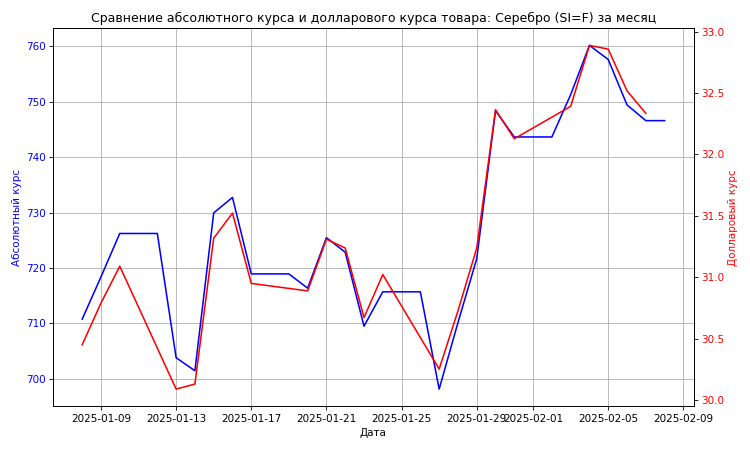 Сравнение абсолютного курса и долларового курса товара: Серебро (SI=F) за месяц
760
750
740
730
720
710
700
Абсолютный курс
33.0
32.5
32.0
31.5
31.0
30.5
30.0
Долларовый курс
2025-01-09 2025-01-13 2025-01-17 2025-01-21 2025-01-25 2025-01-29 2025-02-01 2025-02-05 2025-02-09
Дата